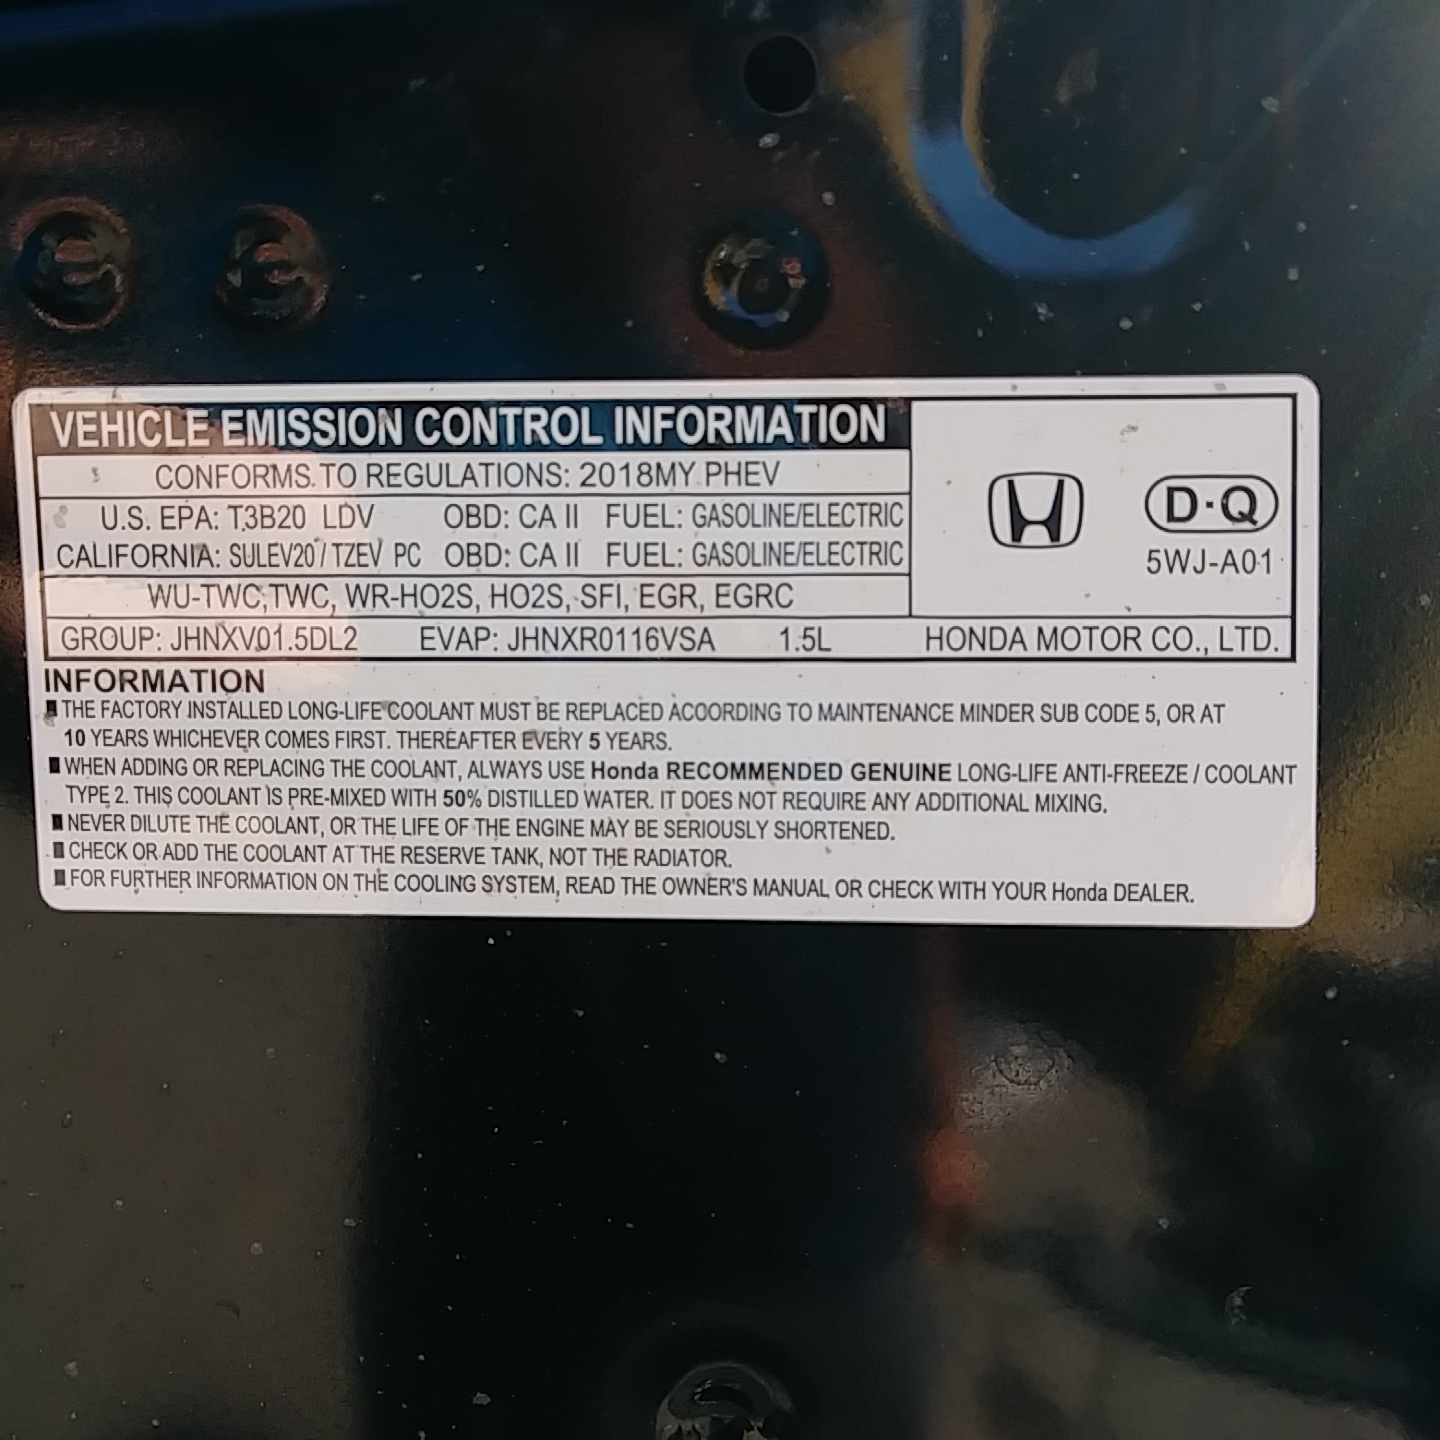 VEHICLE EMISSION CONTROL INFORMATION
CONFORMS TO REGULATIONS: 2018MY PHEV
U.S. EPA: T3B20 LDV OBD: CA II FUEL: GASOLINE/ELECTRIC
CALIFORNIA: SULEV20 / TZEV PC OBD: CA II FUEL: GASOLINE/ELECTRIC
WU-TWC, TWC, WR-HO2S, HO2S, SFI, EGR, EGRC
D·Q
5WJ-A01
GROUP: JHNXV01.5DL2 EVAP: JHNXR0116VSA 1.5L HONDA MOTOR CO., LTD.
INFORMATION
■ THE FACTORY INSTALLED LONG-LIFE COOLANT MUST BE REPLACED ACOORDING TO MAINTENANCE MINDER SUB CODE 5, OR AT
10 YEARS WHICHEVER COMES FIRST. THEREAFTER EVERY 5 YEARS.
■ WHEN ADDING OR REPLACING THE COOLANT, ALWAYS USE Honda RECOMMENDED GENUINE LONG-LIFE ANTI-FREEZE / COOLANT
TYPE 2. THIS COOLANT IS PRE-MIXED WITH 50% DISTILLED WATER. IT DOES NOT REQUIRE ANY ADDITIONAL MIXING.
■ NEVER DILUTE THE COOLANT, OR THE LIFE OF THE ENGINE MAY BE SERIOUSLY SHORTENED.
■ CHECK OR ADD THE COOLANT AT THE RESERVE TANK, NOT THE RADIATOR.
■ FOR FURTHER INFORMATION ON THE COOLING SYSTEM, READ THE OWNER'S MANUAL OR CHECK WITH YOUR Honda DEALER.